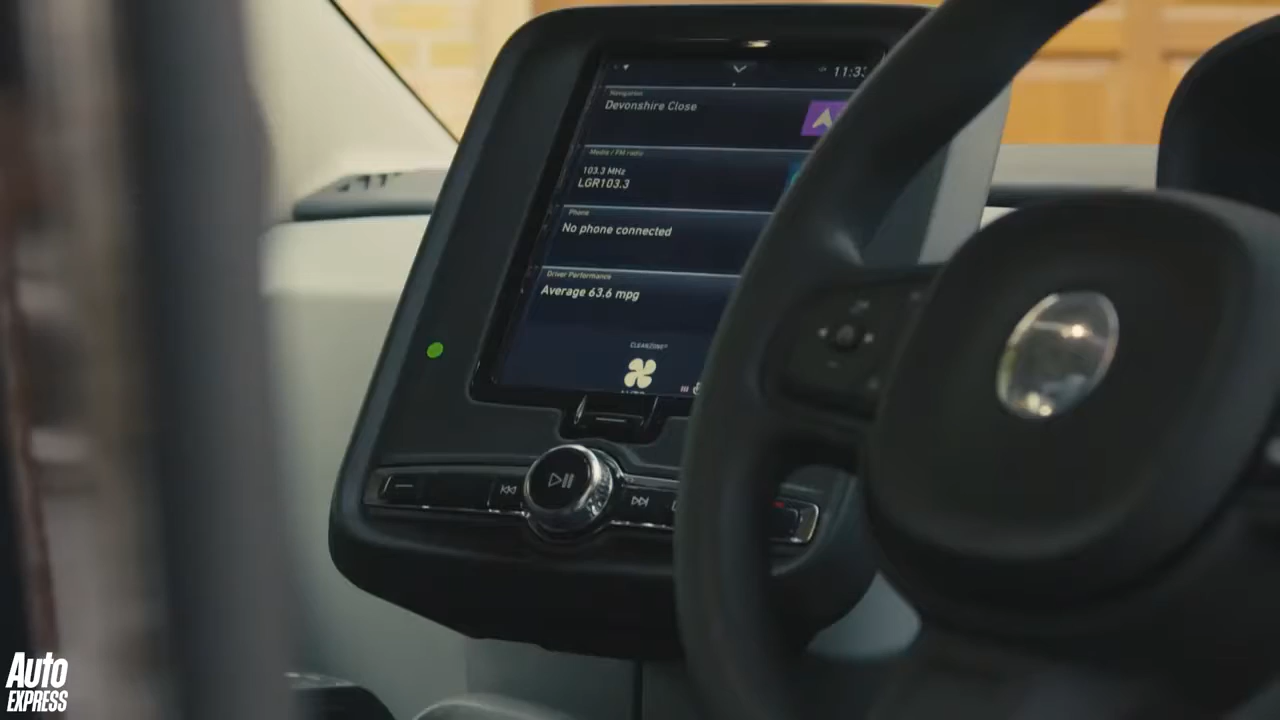 11:33
Navigation
Devonshire Close
Media / FM radio
103.3 MHz
LGR103.3
Phone
No phone connected
Driver Performance
Average 63.6 mpg
CLEANZONE
Auto
EXPRESS